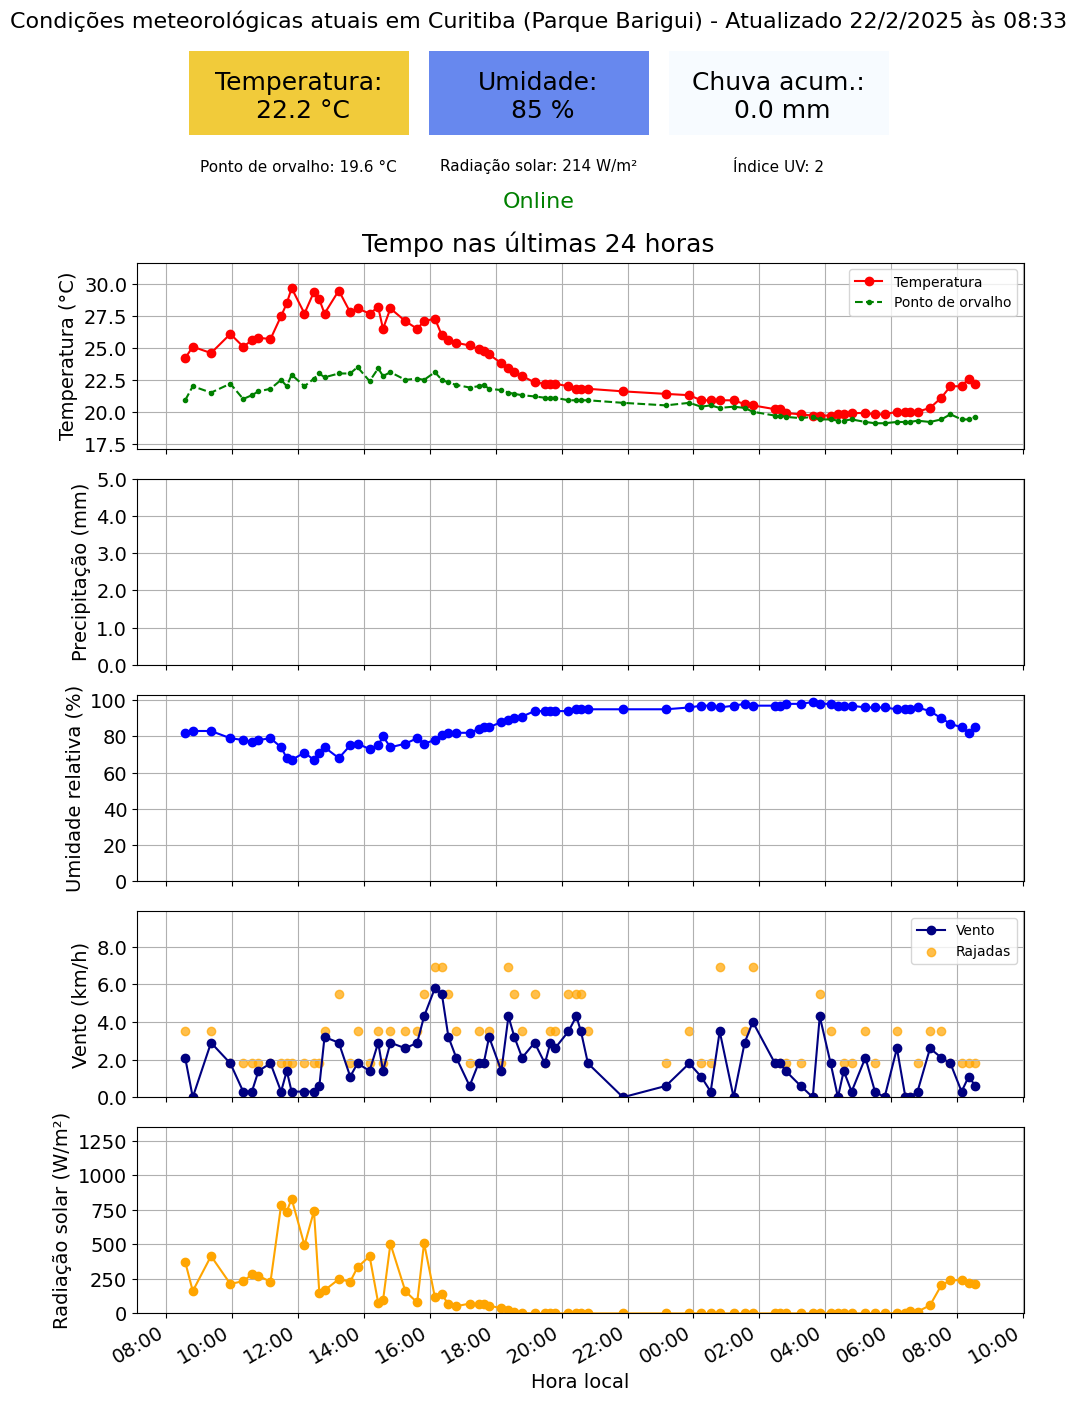 Condições meteorológicas atuais em Curitiba (Parque Barigui) - Atualizado 22/2/2025 às 08:33
Temperatura:
22.2 °C
Umidade:
85 %
Chuva acum.:
0.0 mm
Ponto de orvalho: 19.6 °C
Radiação solar: 214 W/m²
Índice UV: 2
Online
Tempo nas últimas 24 horas
Temperatura (°C)
30.0
27.5
25.0
22.5
20.0
17.5
Temperatura
Ponto de orvalho
Precipitação (mm)
5.0
4.0
3.0
2.0
1.0
0.0
Umidade relativa (%)
100
80
60
40
20
0
Vento (km/h)
8.0
6.0
4.0
2.0
0.0
Vento
Rajadas
Radiação solar (W/m²)
1250
1000
750
500
250
0
08:00
10:00
12:00
14:00
16:00
18:00
20:00
22:00
00:00
02:00
04:00
06:00
08:00
10:00
Hora local